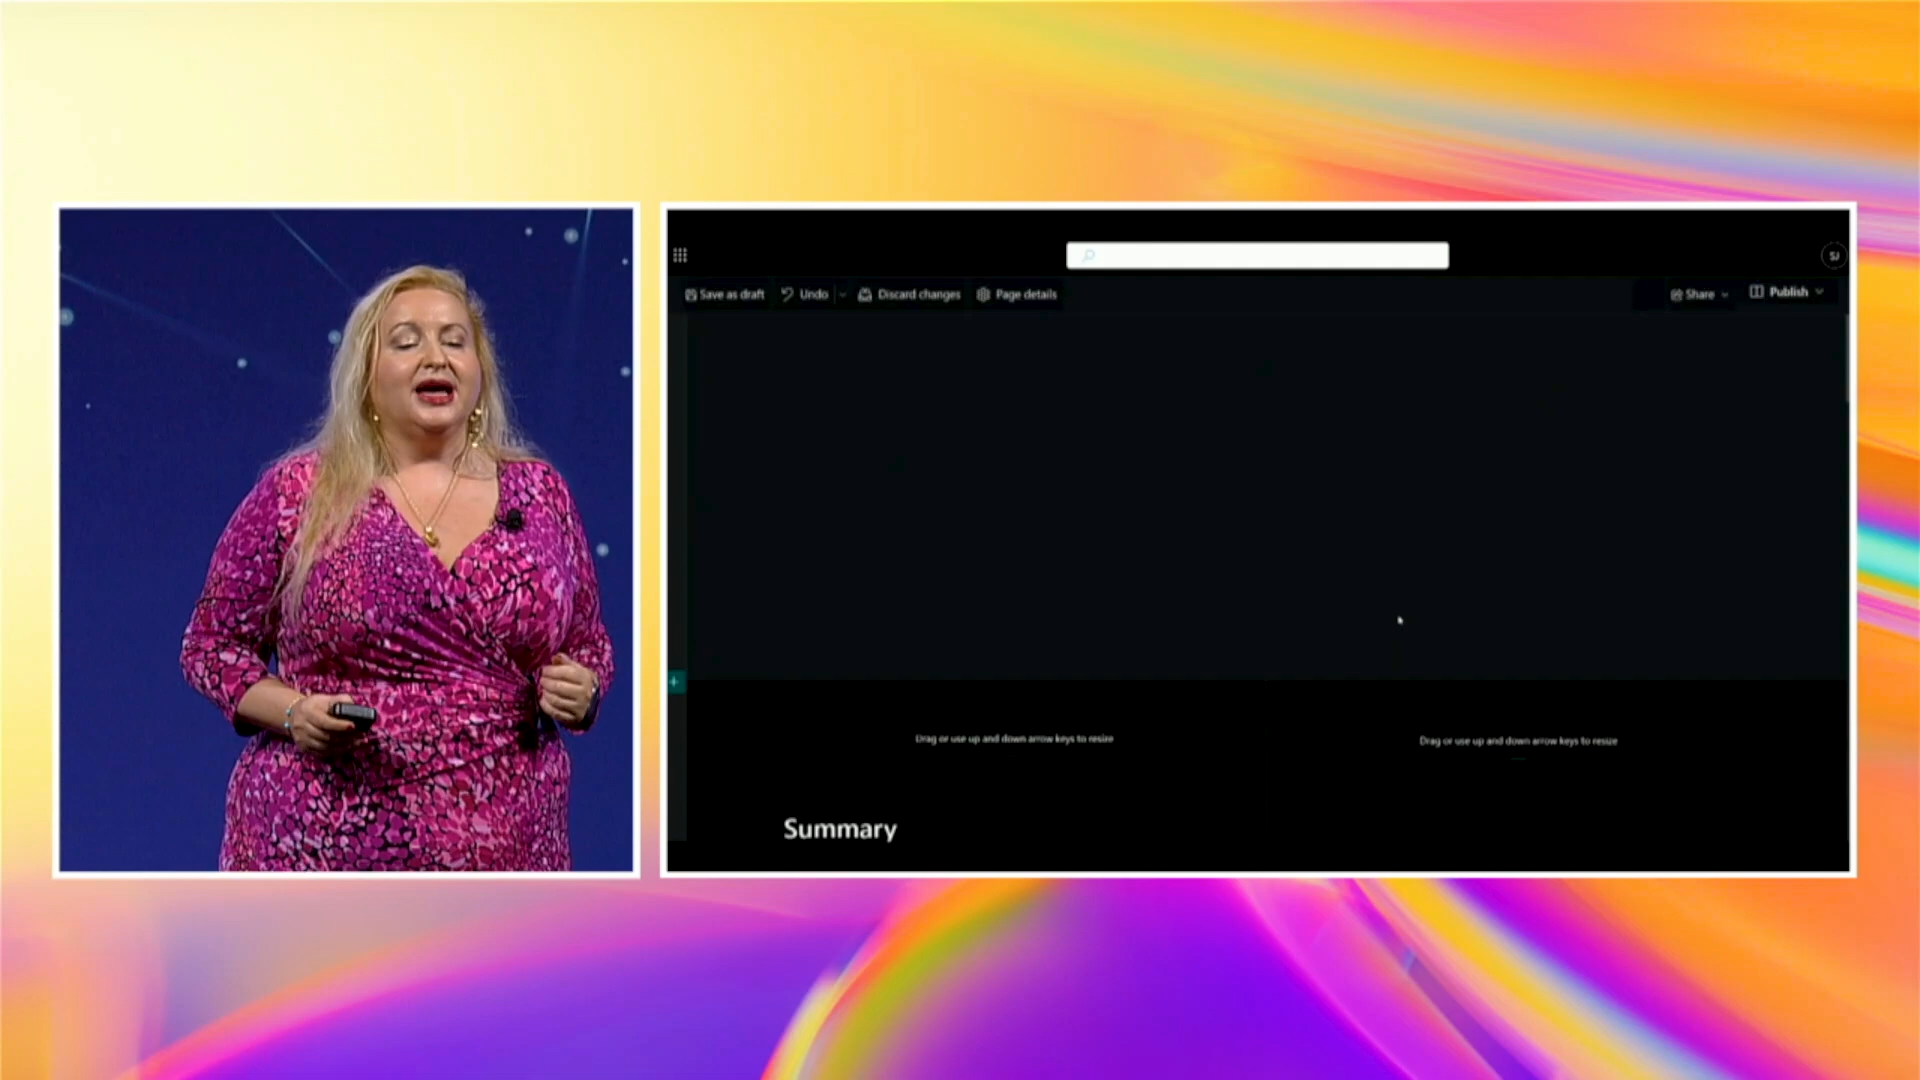 SJ
Save as draft Undo Discard changes Page details Share Publish
Drag or use up and down arrow keys to resize Drag or use up and down arrow keys to resize
Summary